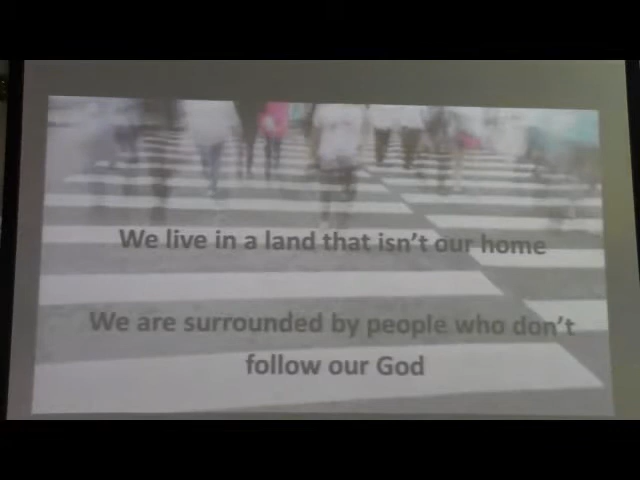 We live in a land that isn't our home
We are surrounded by people who don't
follow our God